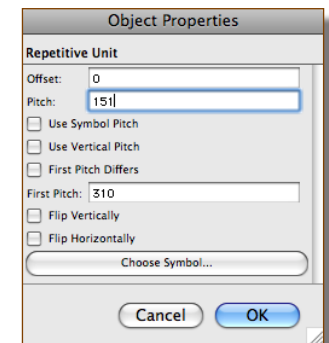 Object Properties
Repetitive Unit
Offset: 0
Pitch: 151
Use Symbol Pitch
Use Vertical Pitch
First Pitch Differs
First Pitch: 310
Flip Vertically
Flip Horizontally
Choose Symbol...
Cancel OK